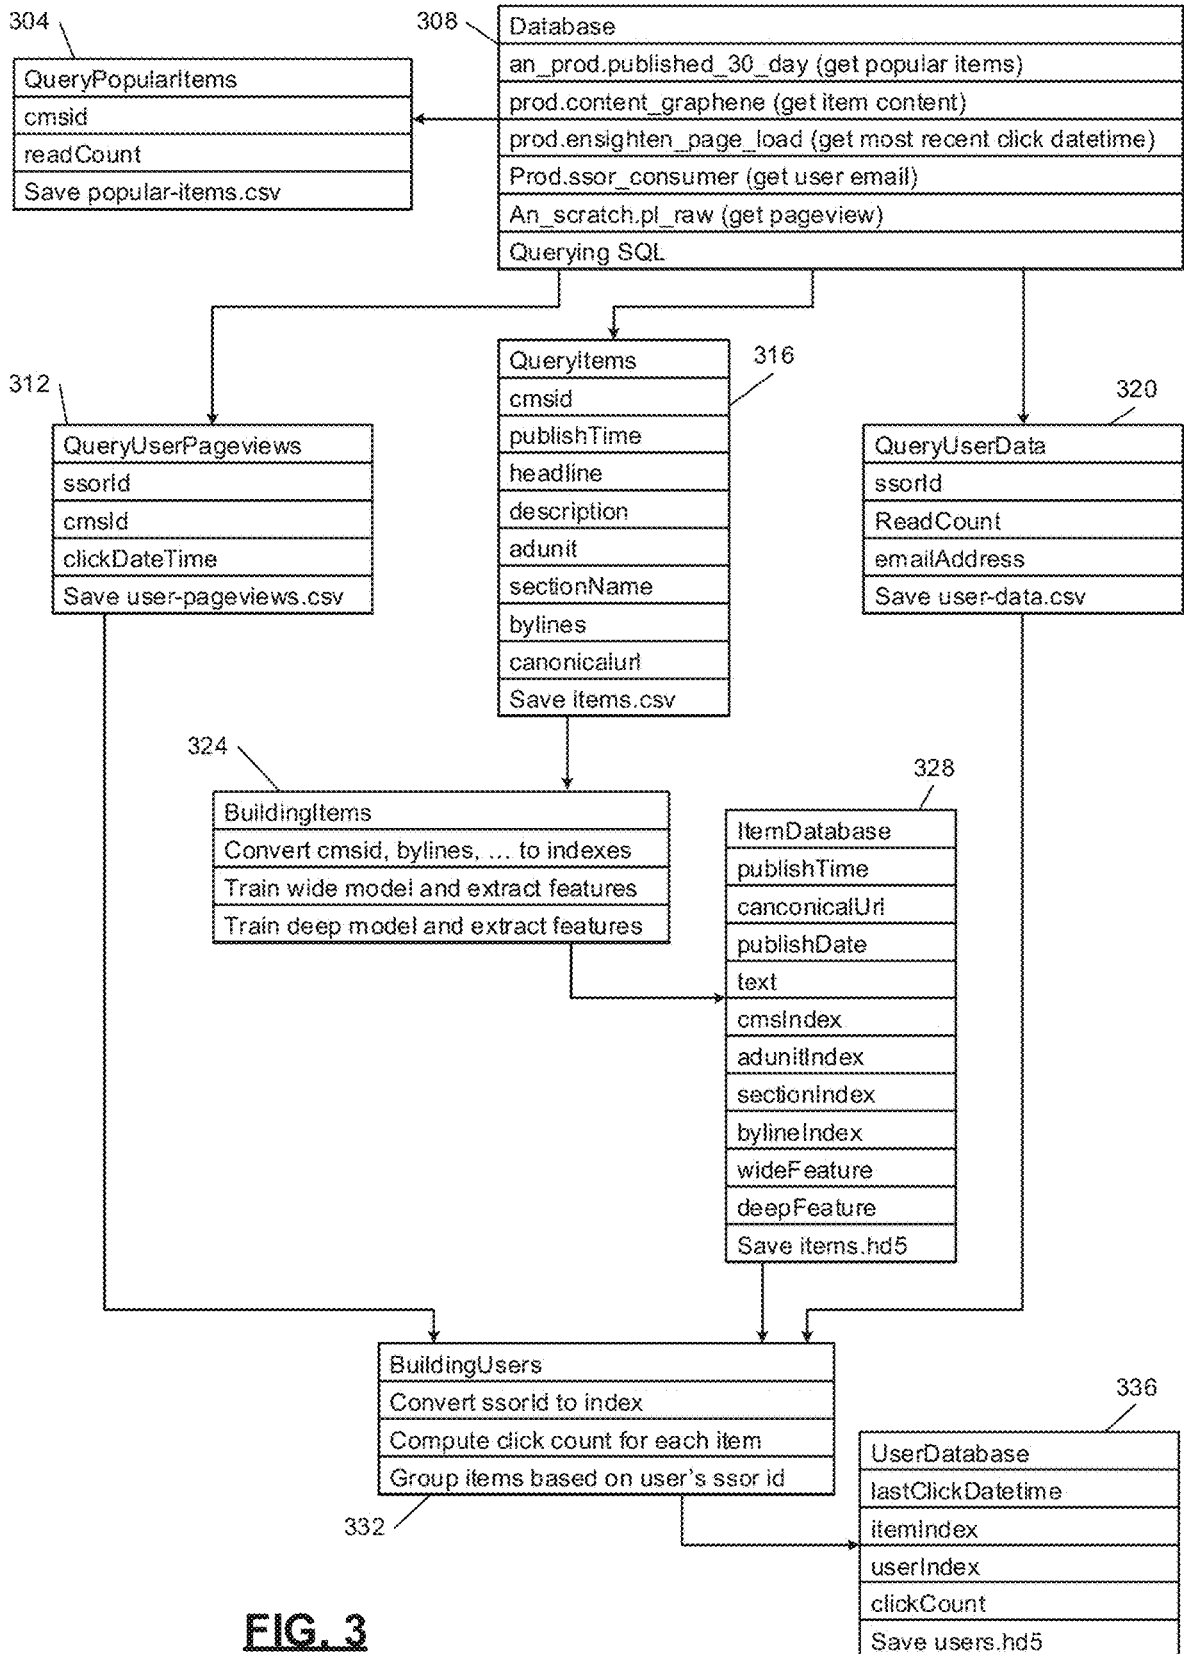 304
308
Database
an_prod.published_30_day (get popular items)
prod.content_graphene (get item content)
prod.ensighten_page_load (get most recent click datetime)
Prod.ssor_consumer (get user email)
An_scratch.pl_raw (get pageview)
Querying SQL
QueryPopularItems
cmsid
readCount
Save popular-items.csv
312
QueryUserPageviews
ssorId
cmsId
clickDateTime
Save user-pageviews.csv
316
QueryItems
cmsid
publishTime
headline
description
adunit
sectionName
bylines
canonicalurl
Save items.csv
320
QueryUserData
ssorId
ReadCount
emailAddress
Save user-data.csv
324
BuildingItems
Convert cmsid, bylines, ... to indexes
Train wide model and extract features
Train deep model and extract features
328
ItemDatabase
publishTime
canconicalUrl
publishDate
text
cmsIndex
adunitIndex
sectionIndex
bylineIndex
wideFeature
deepFeature
Save items.hd5
BuildingUsers
Convert ssorId to index
Compute click count for each item
Group items based on user's ssor id
332
336
UserDatabase
lastClickDatetime
itemIndex
userIndex
clickCount
Save users.hd5
FIG. 3